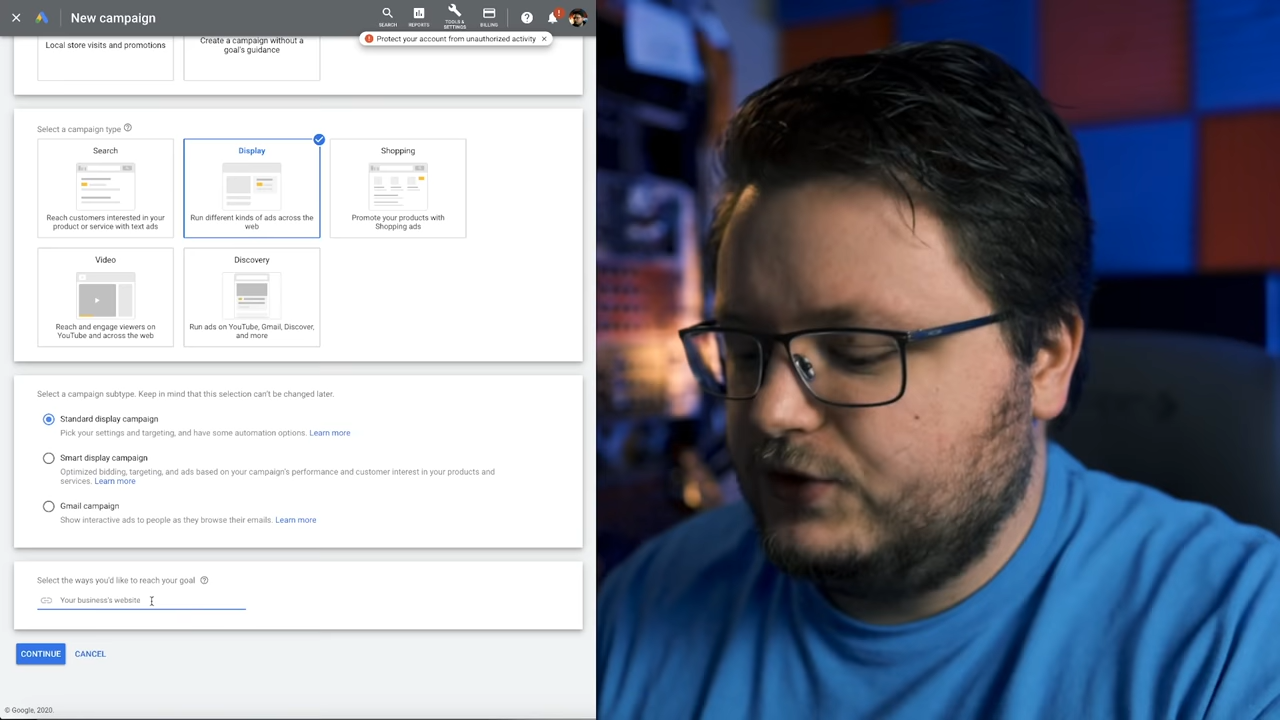 New campaign
SEARCH
REPORTS
TOOLS &
SETTINGS
BILLING
!
Protect your account from unauthorized activity
Local store visits and promotions
Create a campaign without a
goal's guidance
Select a campaign type
Search
Reach customers interested in your
product or service with text ads
Display
Run different kinds of ads across the
web
Shopping
Promote your products with
Shopping ads
Video
Reach and engage viewers on
YouTube and across the web
Discovery
Run ads on YouTube, Gmail, Discover,
and more
Select a campaign subtype. Keep in mind that this selection can't be changed later.
Standard display campaign
Pick your settings and targeting, and have some automation options. Learn more
Smart display campaign
Optimized bidding, targeting, and ads based on your campaign's performance and customer interest in your products and
services. Learn more
Gmail campaign
Show interactive ads to people as they browse their emails. Learn more
Select the ways you'd like to reach your goal
Your business's website
CONTINUE
CANCEL
© Google, 2020.